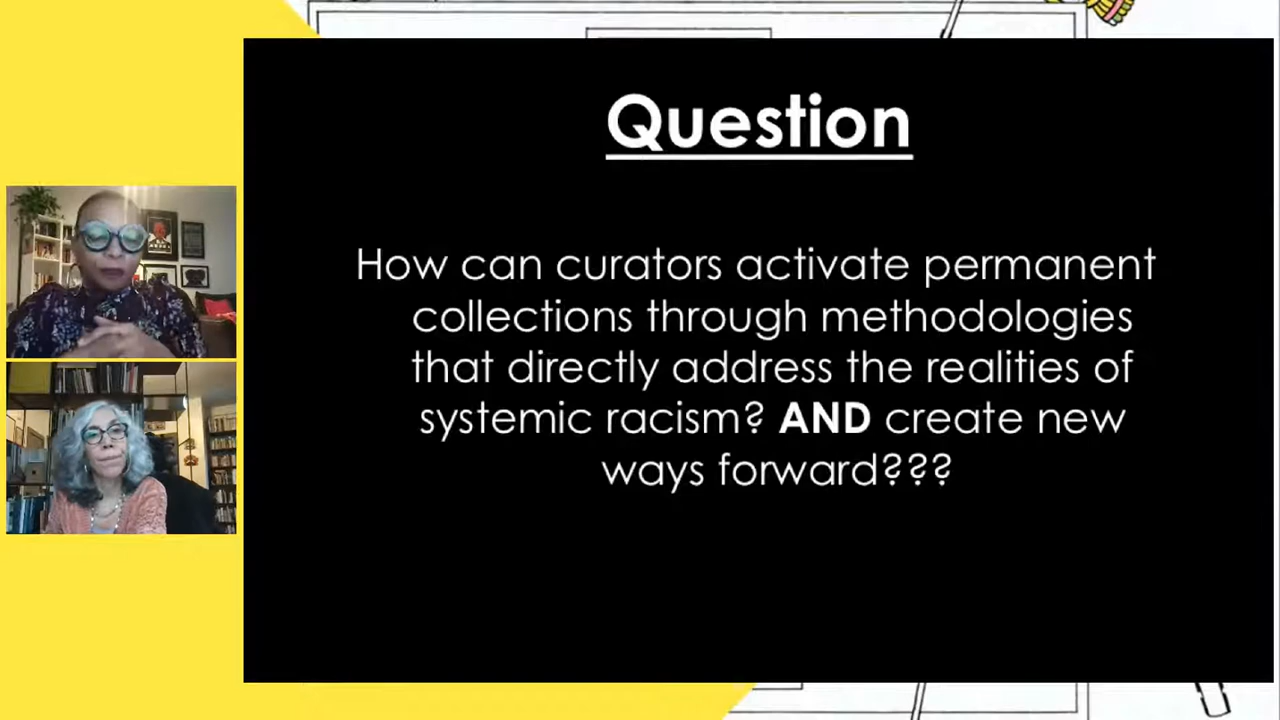 Question
How can curators activate permanent
collections through methodologies
that directly address the realities of
systemic racism? AND create new
ways forward???